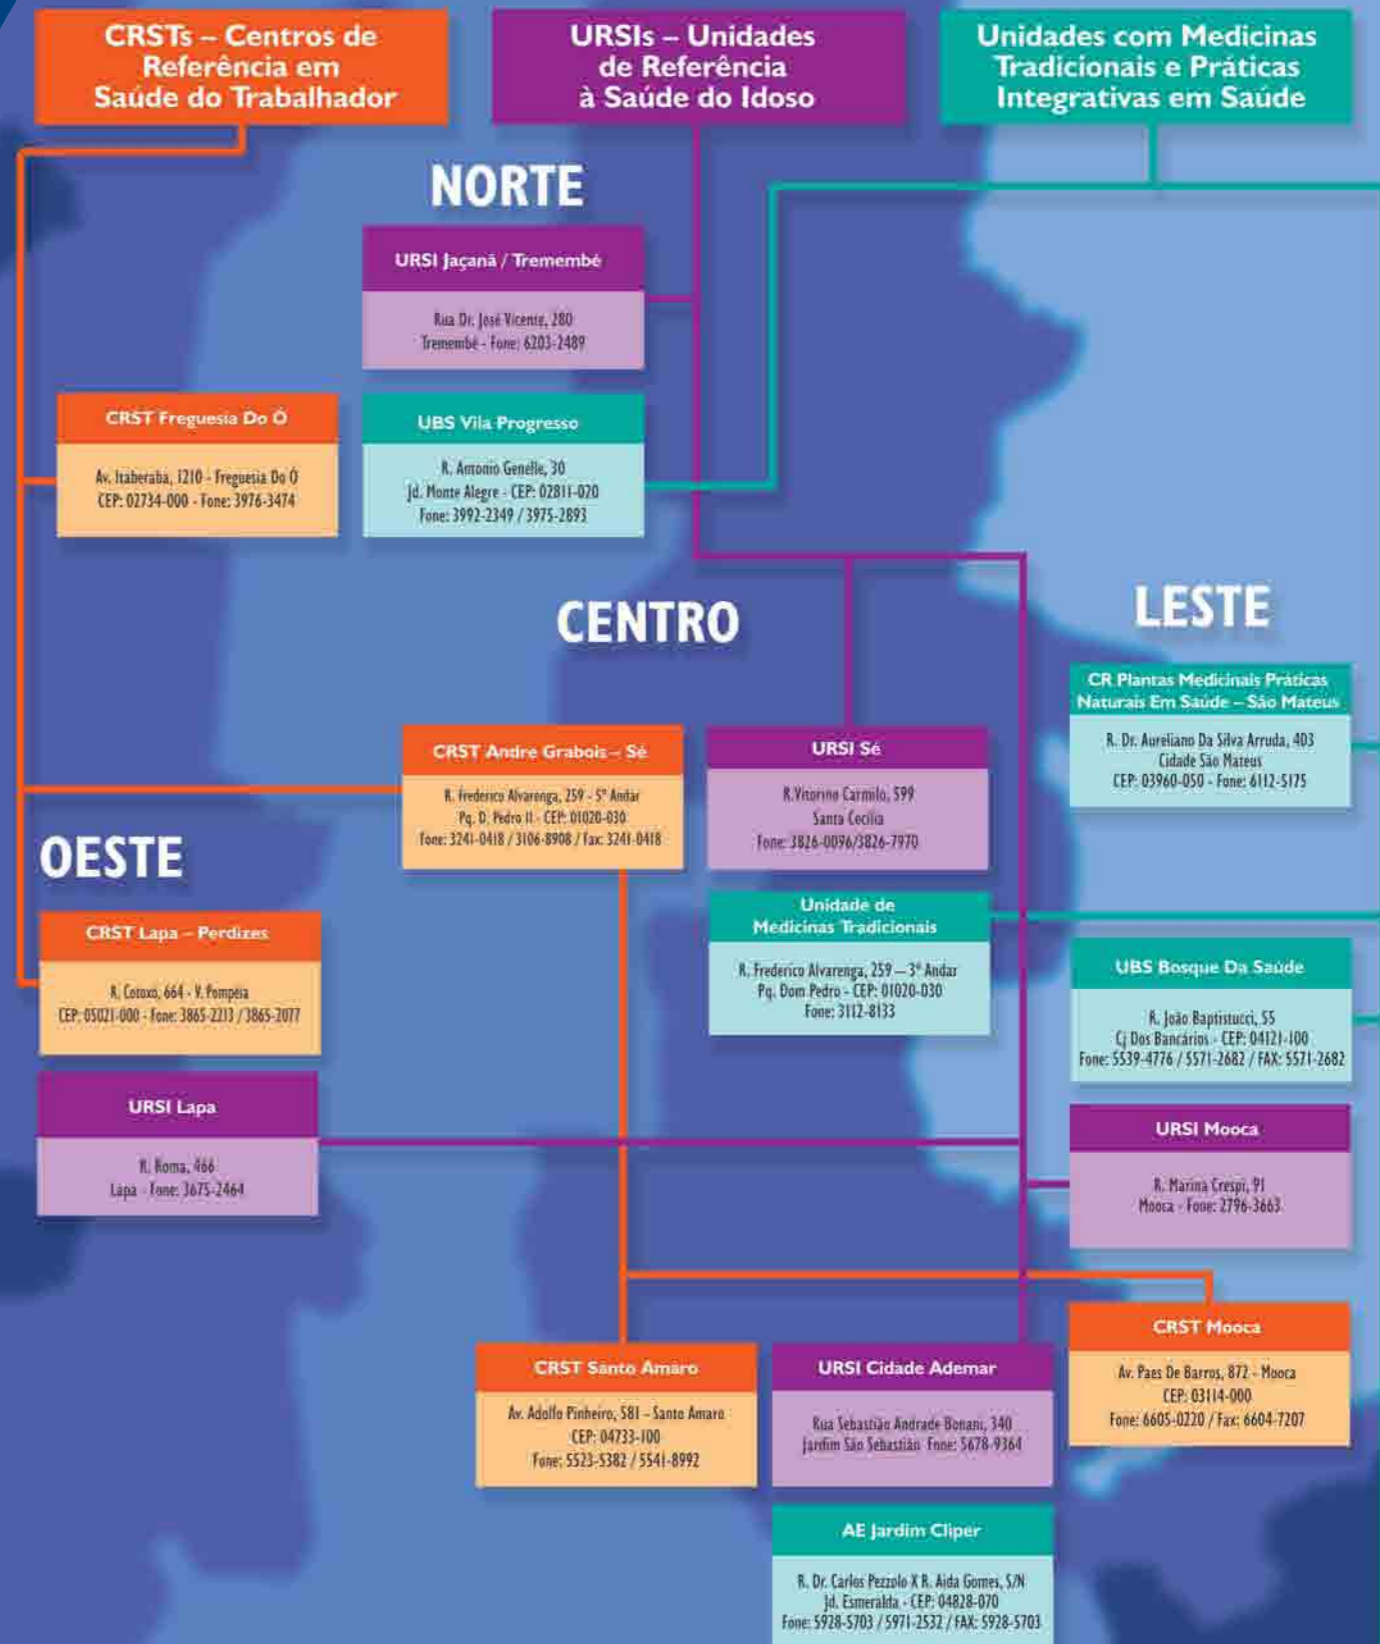 CRSTs – Centros de
Referência em
Saúde do Trabalhador
URSIs – Unidades
de Referência
à Saúde do Idoso
Unidades com Medicinas
Tradicionais e Práticas
Integrativas em Saúde
NORTE
URSI Jaçanã / Tremembé
Rua Dr. José Vicente, 280
Tremembé - Fone: 6203-2489
CRST Freguesia Do Ó
Av. Itaberaba, 1210 - Freguesia Do Ó
CEP: 02734-000 - Fone: 3976-3474
UBS Vila Progresso
R. Antonio Genelle, 30
Jd. Monte Alegre - CEP: 02811-020
Fone: 3992-2349 / 3975-2893
CENTRO
LESTE
CR Plantas Medicinais Práticas
Naturais Em Saúde – São Mateus
R. Dr. Aureliano Da Silva Arruda, 403
Cidade São Mateus
CEP: 03960-050 - Fone: 6112-5175
CRST Andre Grabois – Sé
R. Frederico Alvarenga, 259 - 5º Andar
Pq. D. Pedro II - CEP: 01020-030
Fone: 3241-0418 / 3106-8908 / Fax: 3241-0418
URSI Sé
R.Vitorino Carmilo, 599
Santa Cecília
Fone: 3826-0096/3826-7970
OESTE
CRST Lapa – Perdizes
R. Cotoxo, 664 - V. Pompeia
CEP: 05021-000 - Fone: 3865-2213 / 3865-2077
Unidade de
Medicinas Tradicionais
R. Frederico Alvarenga, 259 – 3º Andar
Pq. Dom Pedro - CEP: 01020-030
Fone: 3112-8133
UBS Bosque Da Saúde
R. João Baptistucci, 55
Cj Dos Bancários - CEP: 04121-100
Fone: 5539-4776 / 5571-2682 / FAX: 5571-2682
URSI Lapa
R. Roma, 466
Lapa - Fone: 3675-2464
URSI Mooca
R. Marina Crespi, 91
Mooca - Fone: 2796-3663
CRST Mooca
Av. Paes De Barros, 872 - Mooca
CEP: 03114-000
Fone: 6605-0220 / Fax: 6604-7207
CRST Santo Amaro
Av. Adolfo Pinheiro, 581 - Santo Amaro
CEP: 04733-100
Fone: 5523-5382 / 5541-8992
URSI Cidade Ademar
Rua Sebastião Andrade Bonani, 340
Jardim São Sebastião Fone: 5678-9364
AE Jardim Cliper
R. Dr. Carlos Pezzolo X R. Aida Gomes, S/N
Jd. Esmeralda - CEP: 04828-070
Fone: 5928-5703 / 5971-2532 / FAX: 5928-5703